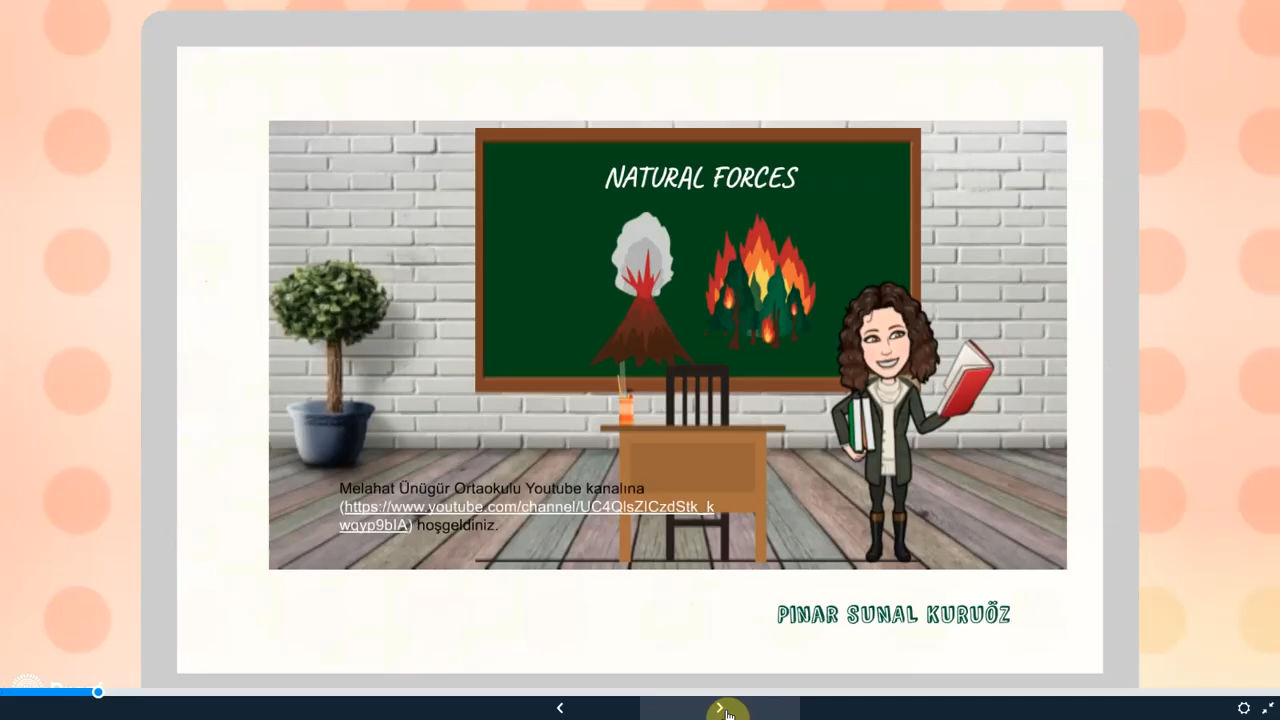 NATURAL FORCES
Melahat Ünügür Ortaokulu Youtube kanalına
(https://www.youtube.com/channel/UC4QlsZICzdStk_k
wqyp9bIA) hoşgeldiniz.
PINAR SUNAL KURUÖZ